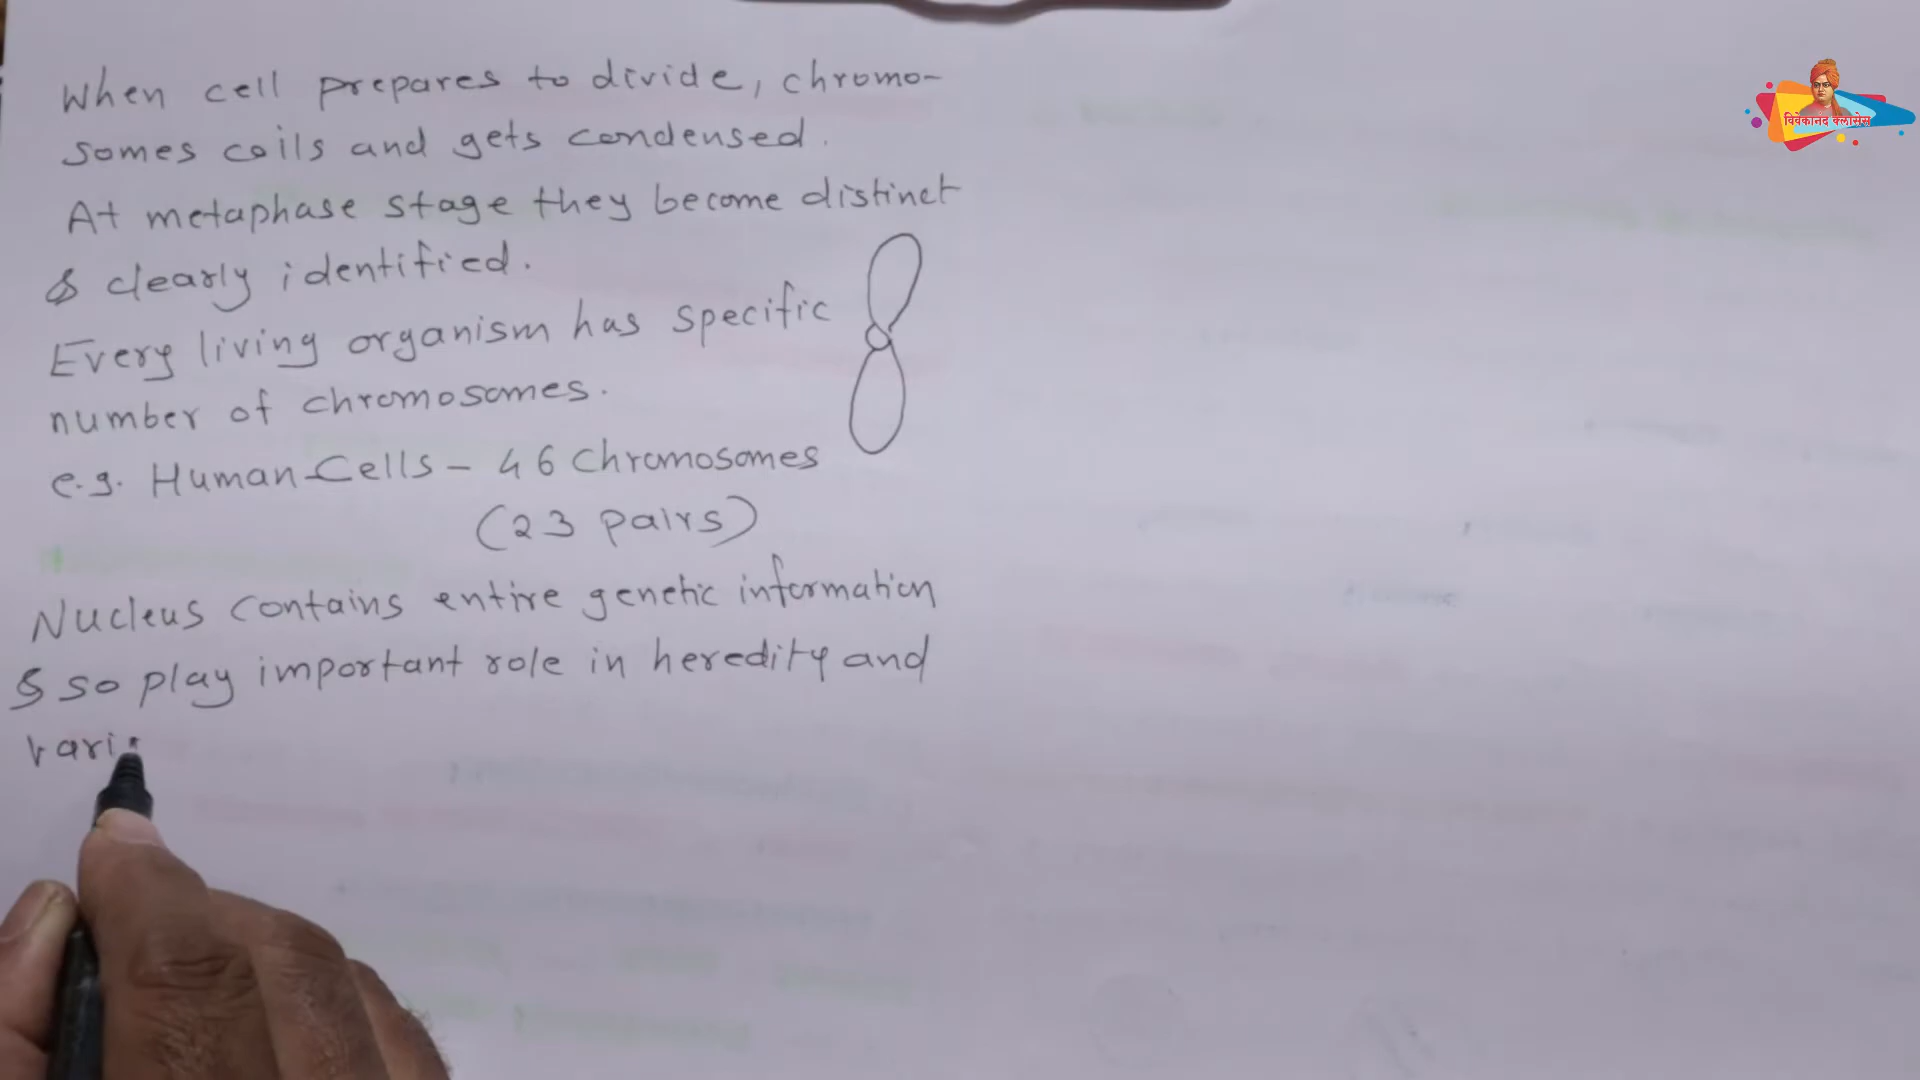 When cell prepares to divide, chromo-
somes coils and gets condensed.
At metaphase stage they become distinct
& clearly identified.
Every living organism has specific
number of chromosomes.
e.g. Human Cells - 46 Chromosomes
(23 pairs)
Nucleus contains entire genetic information
& so play important role in heredity and
vari
विवेकानंद क्लासेस